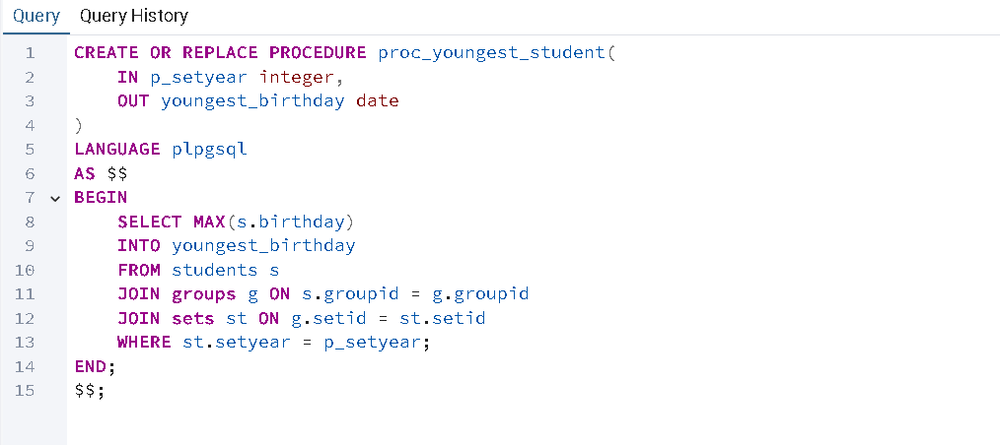 Query Query History
1 CREATE OR REPLACE PROCEDURE proc_youngest_student(
2 IN p_setyear integer,
3 OUT youngest_birthday date
4 )
5 LANGUAGE plpgsql
6 AS $$
7 BEGIN
8 SELECT MAX(s.birthday)
9 INTO youngest_birthday
10 FROM students s
11 JOIN groups g ON s.groupid = g.groupid
12 JOIN sets st ON g.setid = st.setid
13 WHERE st.setyear = p_setyear;
14 END;
15 $$;